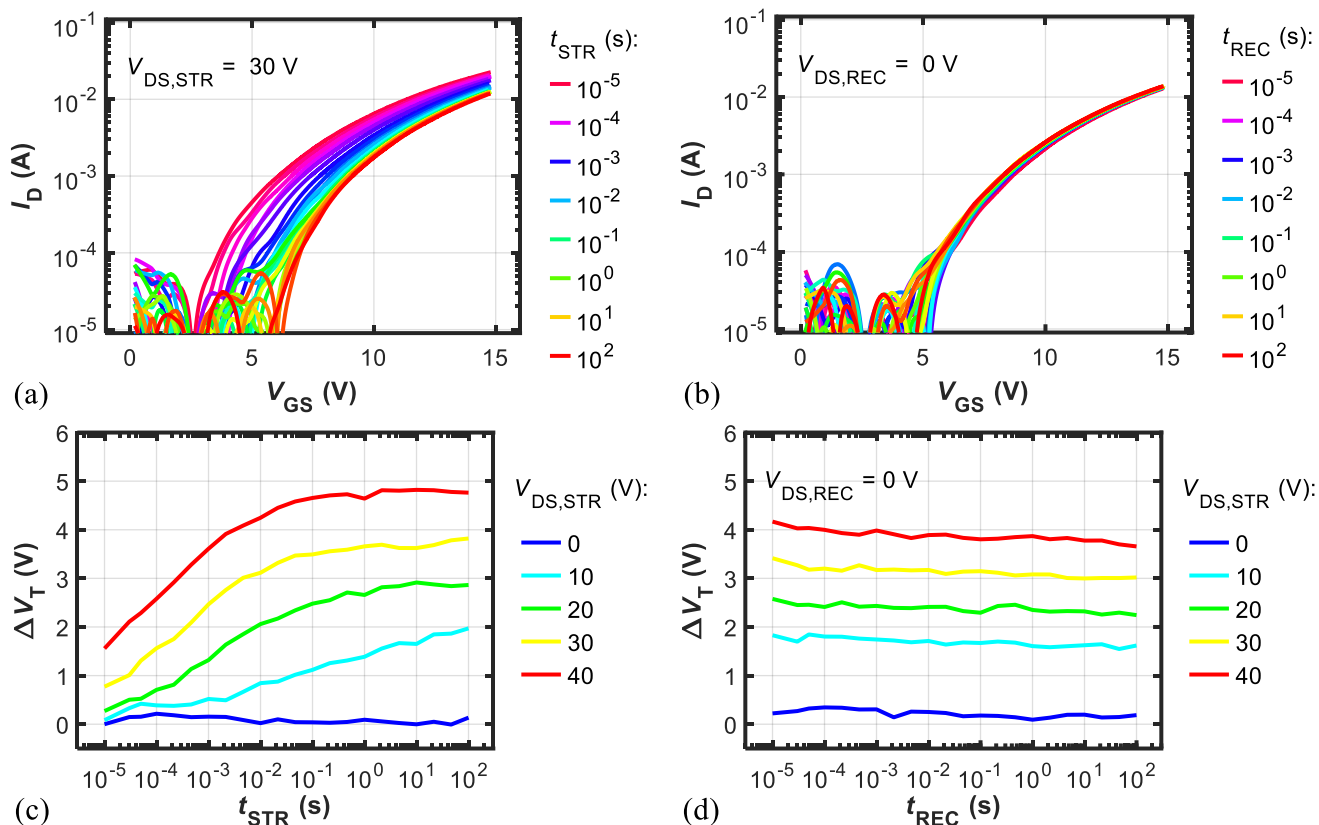 V_DS,STR = 30 V
I_D (A)
10^-1
10^-2
10^-3
10^-4
10^-5
0 5 10 15
V_GS (V)
t_STR (s):
10^-5
10^-4
10^-3
10^-2
10^-1
10^0
10^1
10^2
(a)
V_DS,REC = 0 V
I_D (A)
10^-1
10^-2
10^-3
10^-4
10^-5
0 5 10 15
V_GS (V)
t_REC (s):
10^-5
10^-4
10^-3
10^-2
10^-1
10^0
10^1
10^2
(b)
Δ V_T (V)
6
5
4
3
2
1
0
10^-5 10^-4 10^-3 10^-2 10^-1 10^0 10^1 10^2
t_STR (s)
V_DS,STR (V):
0
10
20
30
40
(c)
V_DS,REC = 0 V
Δ V_T (V)
6
5
4
3
2
1
0
10^-5 10^-4 10^-3 10^-2 10^-1 10^0 10^1 10^2
t_REC (s)
V_DS,STR (V):
0
10
20
30
40
(d)